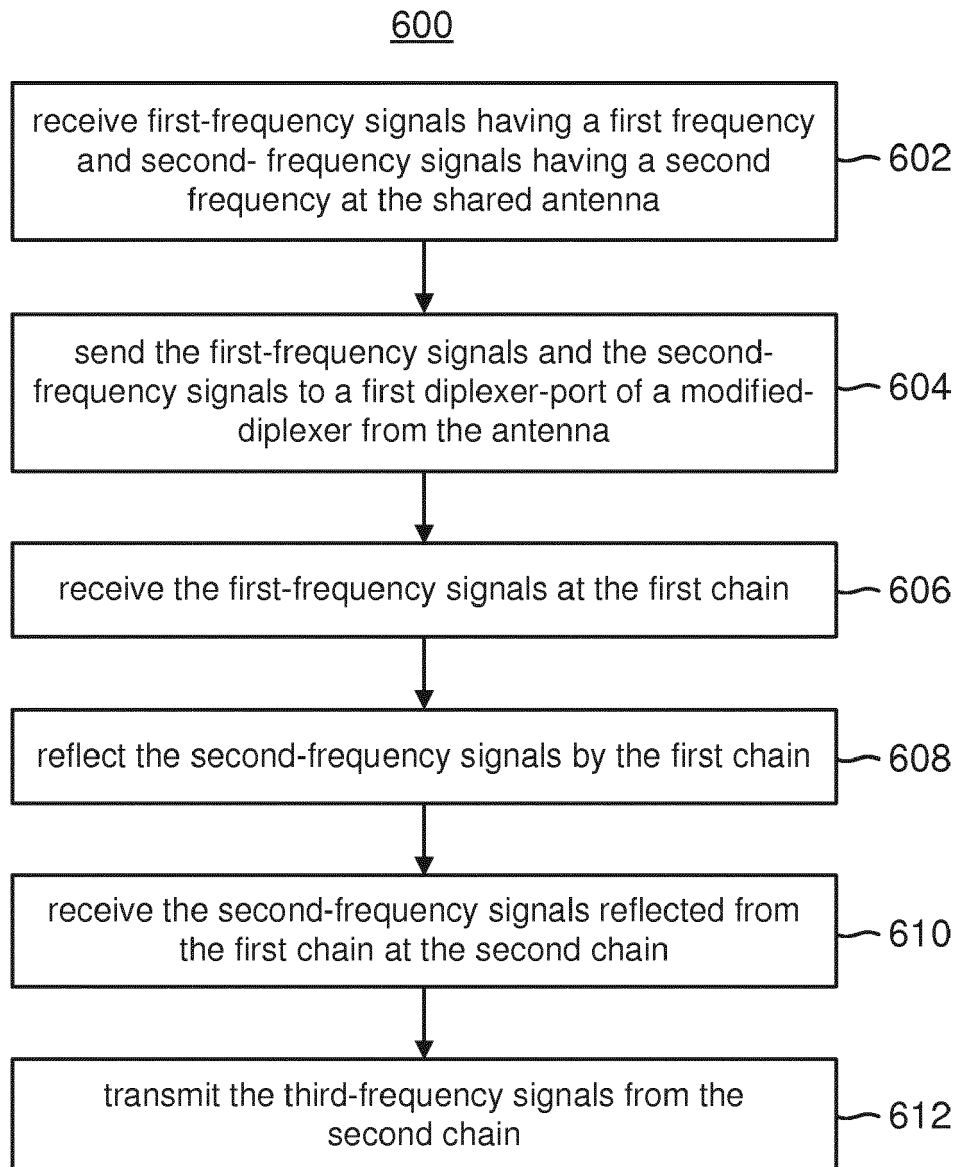 600
receive first-frequency signals having a first frequency
and second- frequency signals having a second
frequency at the shared antenna
602
send the first-frequency signals and the second-
frequency signals to a first diplexer-port of a modified-
diplexer from the antenna
604
receive the first-frequency signals at the first chain
606
reflect the second-frequency signals by the first chain
608
receive the second-frequency signals reflected from
the first chain at the second chain
610
transmit the third-frequency signals from the
second chain
612